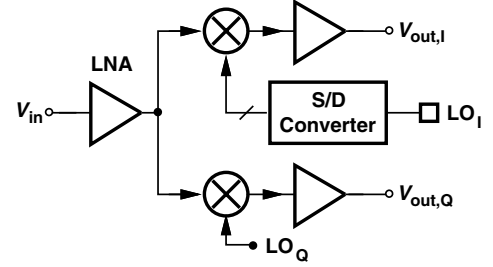 V_out,I
LNA
V_in
S/D
Converter
LO_I
V_out,Q
LO_Q